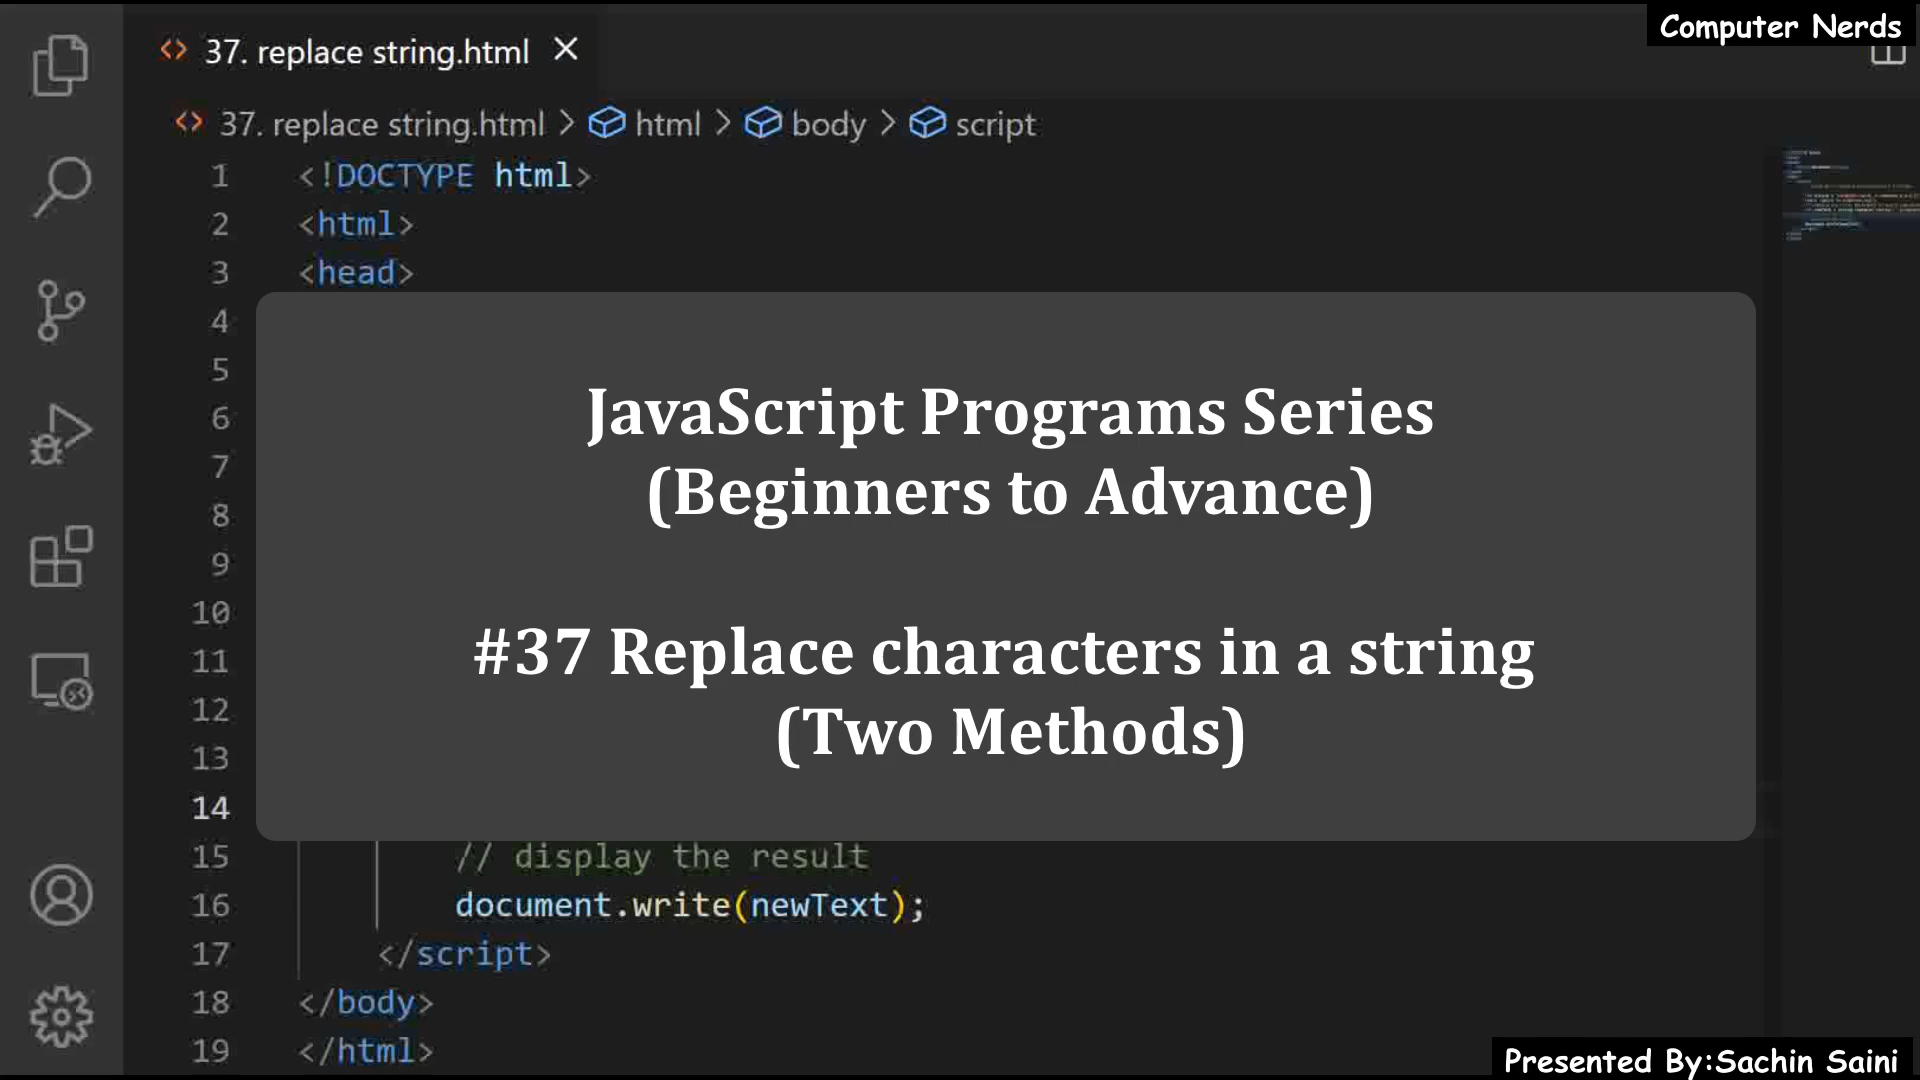 Computer Nerds
37. replace string.html
37. replace string.html > html > body > script
1 <!DOCTYPE html>
2 <html>
3 <head>
4
5
6
7
8
9
10
11
12
13
14
JavaScript Programs Series
(Beginners to Advance)
#37 Replace characters in a string
(Two Methods)
15 // display the result
16 document.write(newText);
17 </script>
18 </body>
19 </html>
Presented By:Sachin Saini